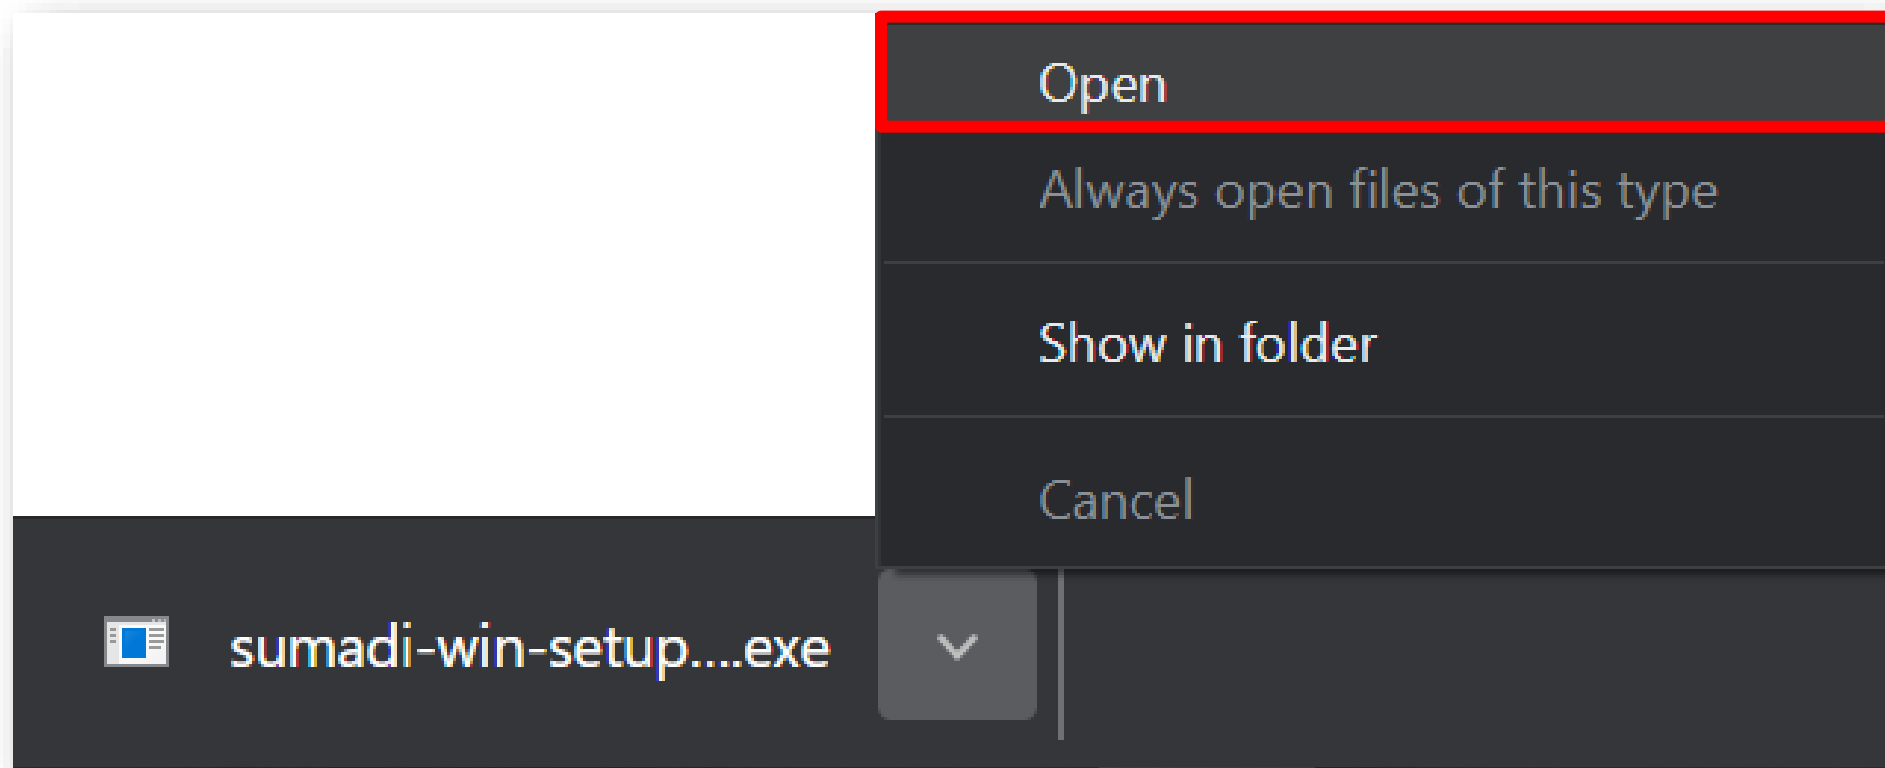 Open
Always open files of this type
Show in folder
Cancel
sumadi-win-setup....exe